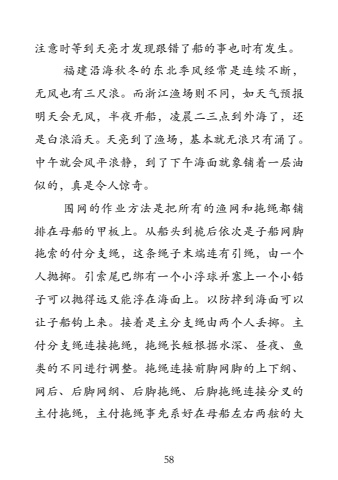 注意时等到天亮才发现跟错了船的事也时有发生。
福建沿海秋冬的东北季风经常是连续不断，
无风也有三尺浪。而浙江渔场则不同，如天气预报
明天会无风，半夜开船，凌晨二三点到外海了，还
是白浪滔天。天亮到了渔场，基本就无浪只有涌了。
中午就会风平浪静，到了下午海面就象铺着一层油
似的，真是令人惊奇。
围网的作业方法是把所有的渔网和拖绳都铺
排在母船的甲板上。从船头到桅后依次是子船网脚
拖索的付分支绳，这条绳子末端连有引绳，由一个
人抛掷。引索尾巴绑有一个小浮球并塞上一个小铅
子可以抛得远又能浮在海面上。以防掉到海面可以
让子船钩上来。接着是主分支绳由两个人丢掷。主
付分支绳连接拖绳，拖绳长短根据水深、昼夜、鱼
类的不同进行调整。拖绳连接前脚网脚的上下纲、
网后、后脚网纲、后脚拖绳、后脚拖绳连接分叉的
主付拖绳，主付拖绳事先系好在母船左右两舷的大
58